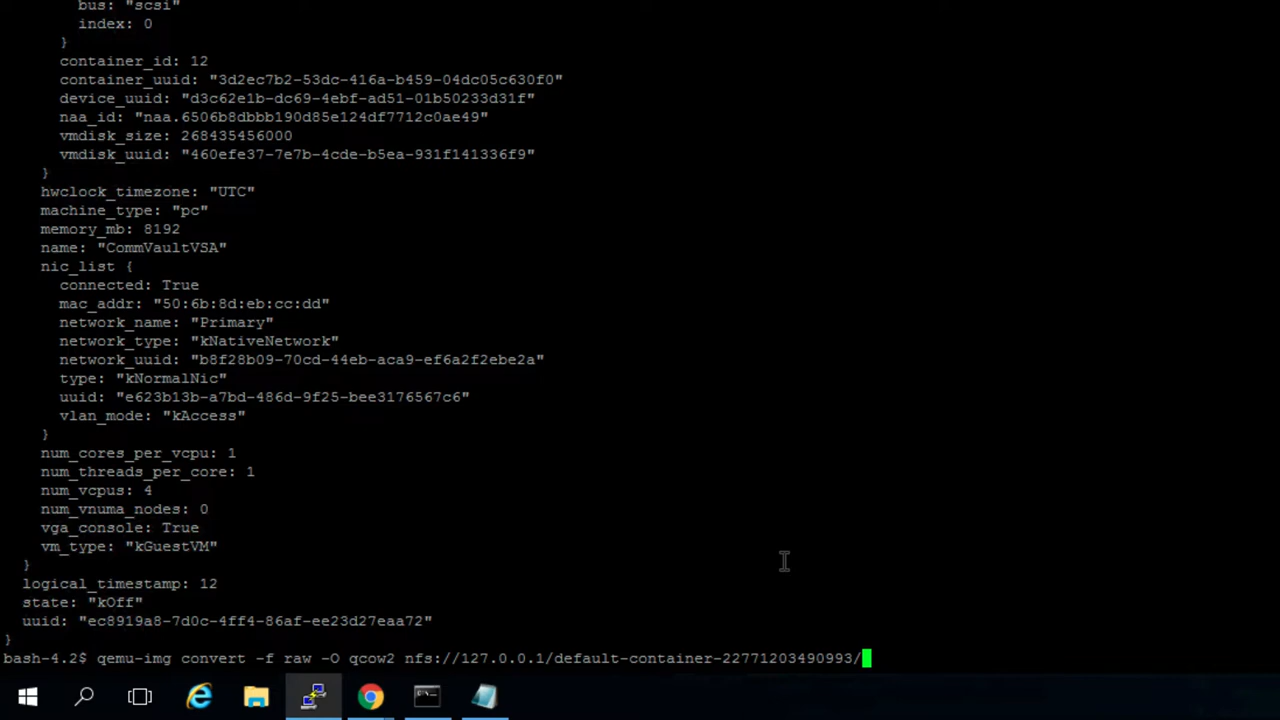 bus: "scsi"
index: 0
}
container_id: 12
container_uuid: "3d2ec7b2-53dc-416a-b459-04dc05c630f0"
device_uuid: "d3c62e1b-dc69-4ebf-ad51-01b50233d31f"
naa_id: "naa.6506b8dbbb190d85e124df7712c0ae49"
vmdisk_size: 268435456000
vmdisk_uuid: "460efe37-7e7b-4cde-b5ea-931f141336f9"
}
hwclock_timezone: "UTC"
machine_type: "pc"
memory_mb: 8192
name: "CommVaultVSA"
nic_list {
connected: True
mac_addr: "50:6b:8d:eb:cc:dd"
network_name: "Primary"
network_type: "kNativeNetwork"
network_uuid: "b8f28b09-70cd-44eb-aca9-ef6a2f2ebe2a"
type: "kNormalNic"
uuid: "e623b13b-a7bd-486d-9f25-bee3176567c6"
vlan_mode: "kAccess"
}
num_cores_per_vcpu: 1
num_threads_per_core: 1
num_vcpus: 4
num_vnuma_nodes: 0
vga_console: True
vm_type: "kGuestVM"
}
logical_timestamp: 12
state: "kOff"
uuid: "ec8919a8-7d0c-4ff4-86af-ee23d27eaa72"
}
bash-4.2$ qemu-img convert -f raw -O qcow2 nfs://127.0.0.1/default-container-22771203490993/